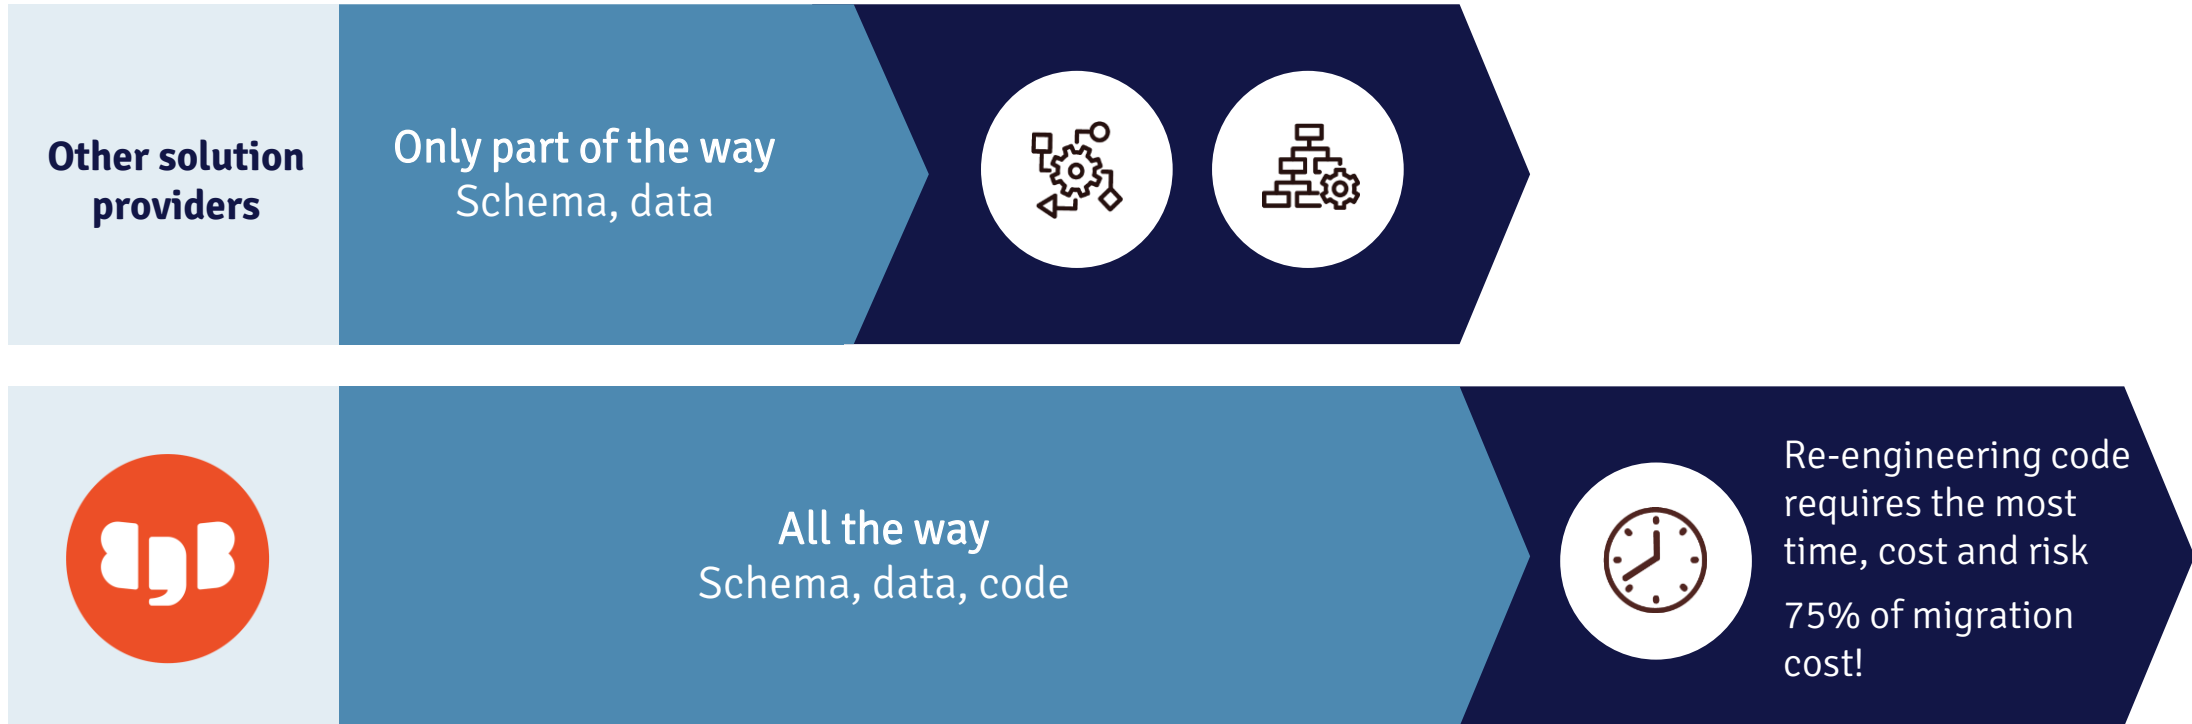 Other solution
providers
Only part of the way
Schema, data
All the way
Schema, data, code
Re-engineering code
requires the most
time, cost and risk
75% of migration
cost!